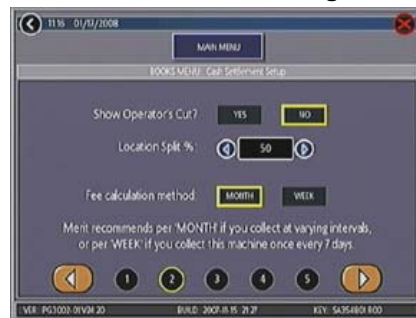 11:16 01/17/2008
MAIN MENU
BOOKS MENU: Cash Settlement Setup
Show Operator's Cut? YES NO
Location Split %: 50
Fee calculation method: MONTH WEEK
Merit recommends per 'MONTH' if you collect at varying intervals,
or per 'WEEK' if you collect this machine once every 7 days.
1 2 3 4 5
BUILD: 2007-11-15 21:27